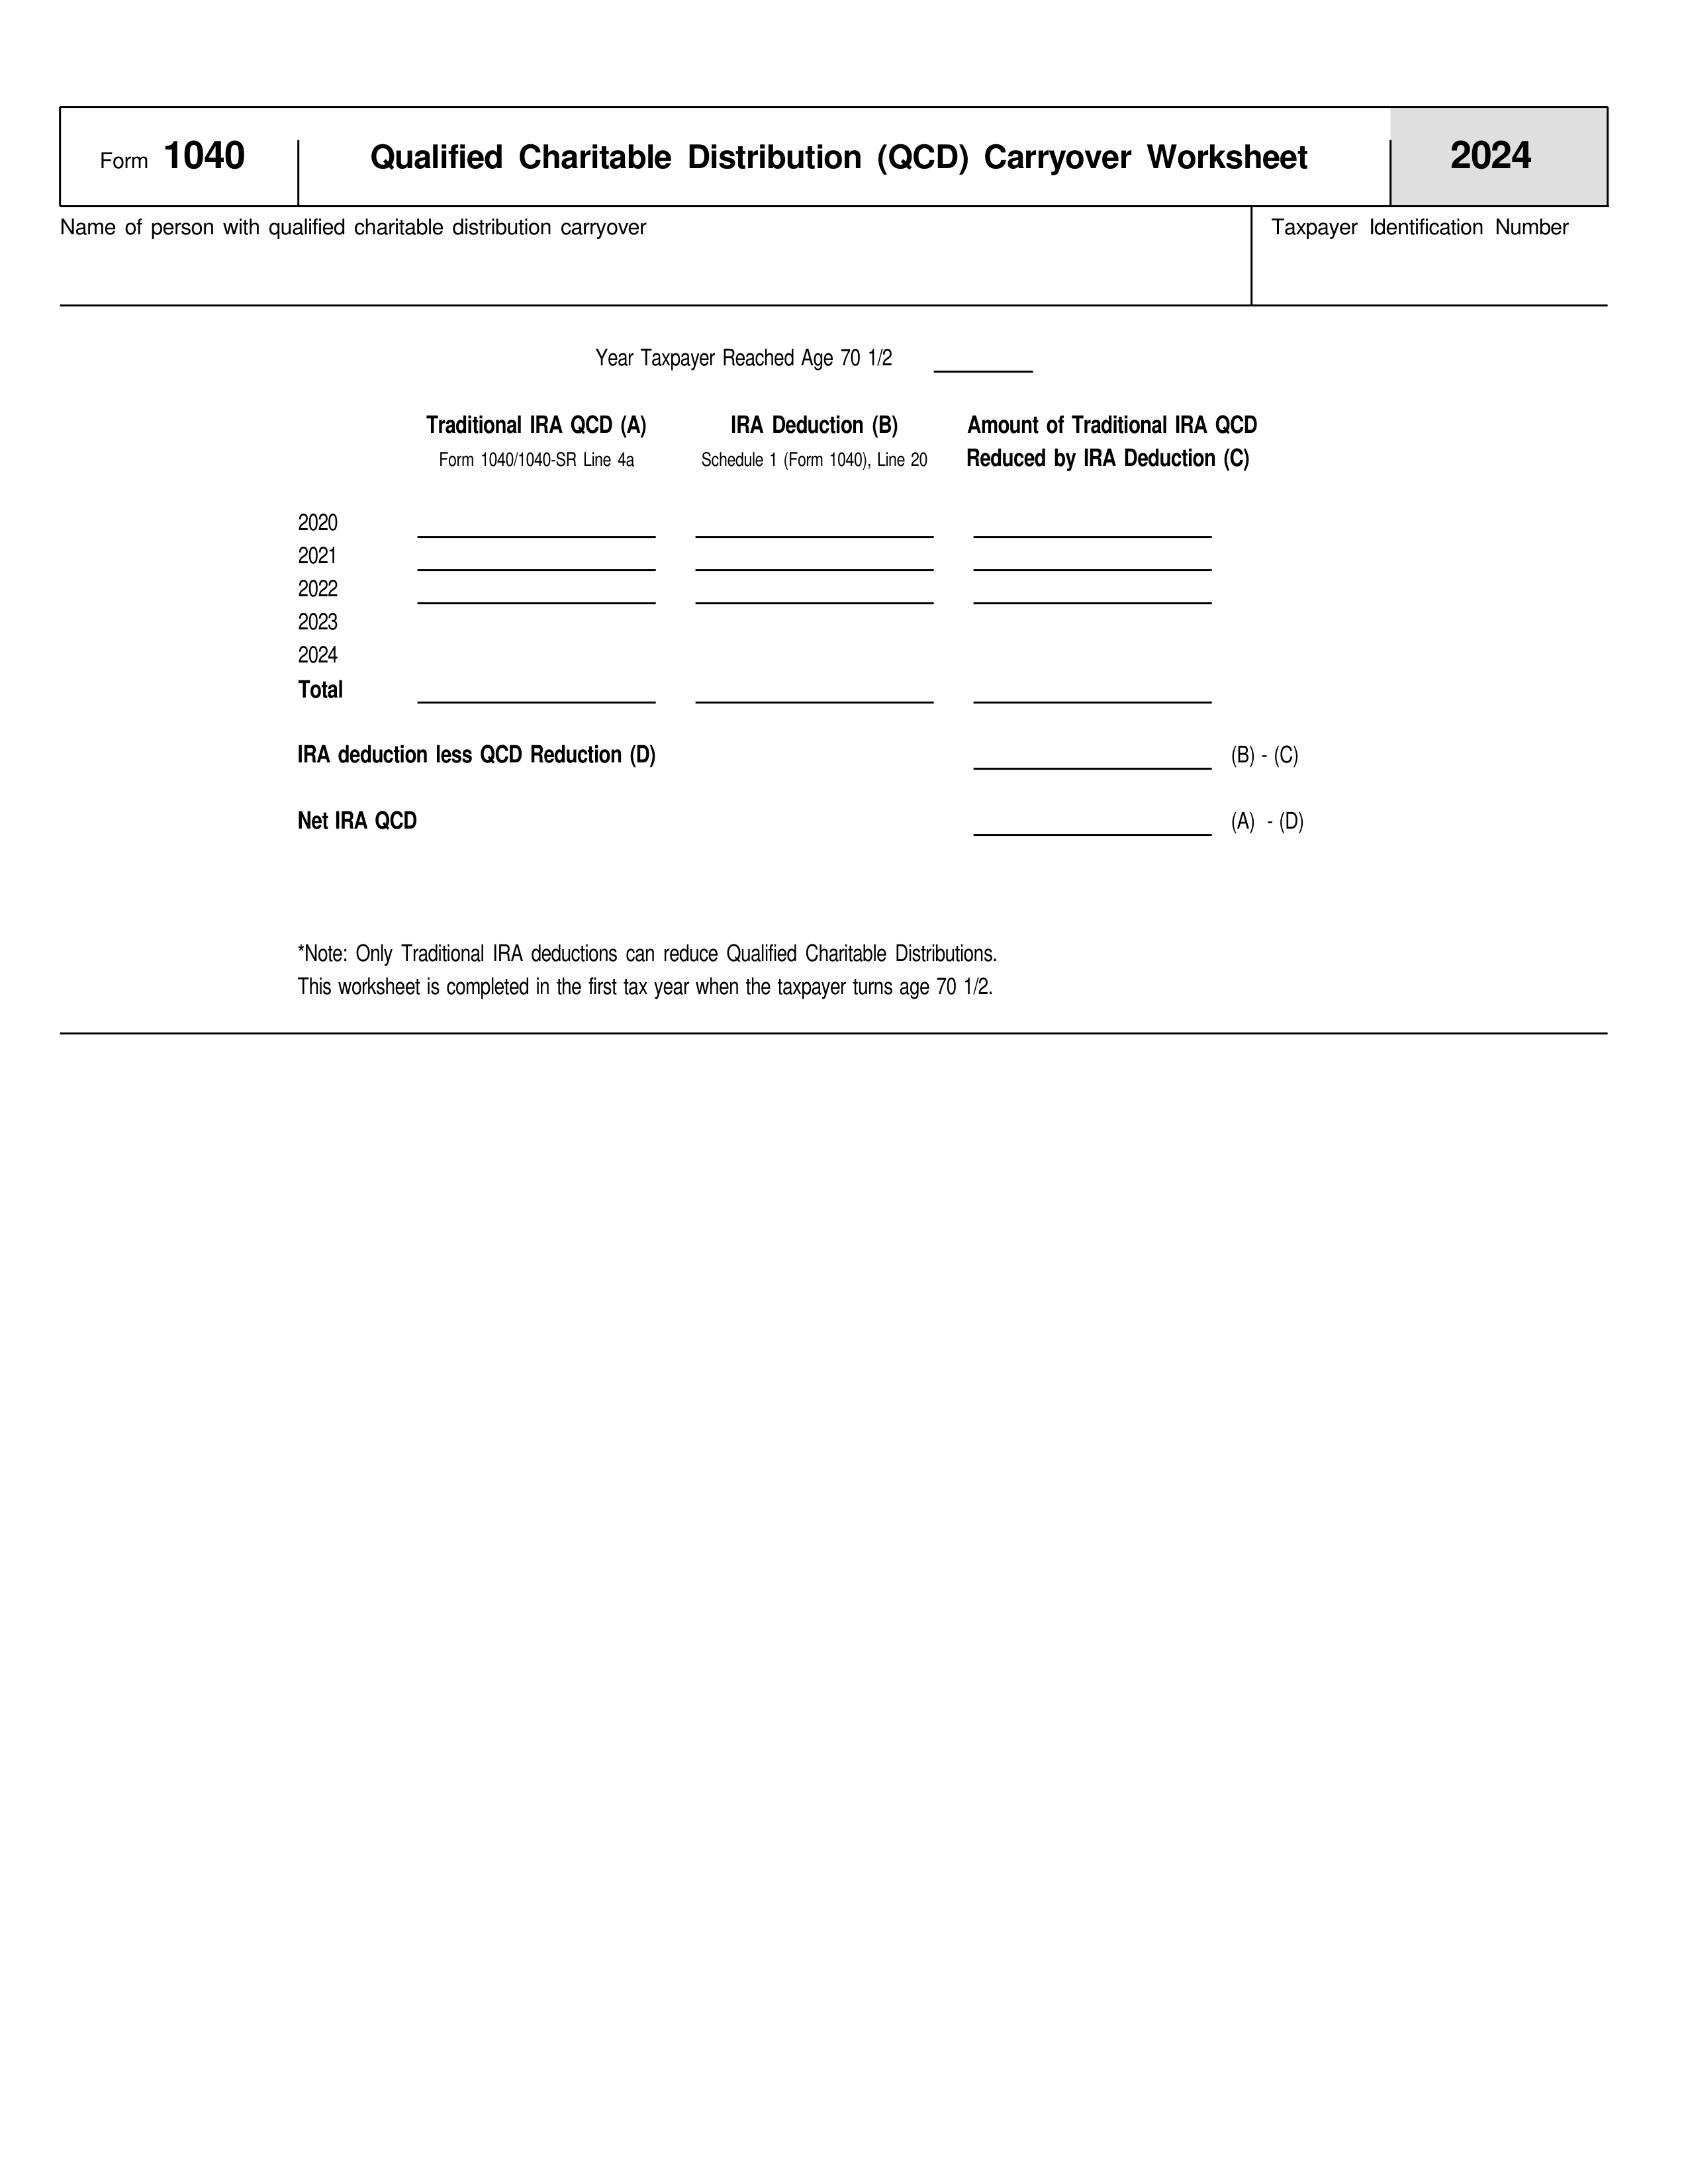 Form 1040 Qualified Charitable Distribution (QCD) Carryover Worksheet 2024
Name of person with qualified charitable distribution carryover Taxpayer Identification Number
Year Taxpayer Reached Age 70 1/2
Traditional IRA QCD (A) IRA Deduction (B) Amount of Traditional IRA QCD
Form 1040/1040-SR Line 4a Schedule 1 (Form 1040), Line 20 Reduced by IRA Deduction (C)
2020
2021
2022
2023
2024
Total
IRA deduction less QCD Reduction (D) (B) - (C)
Net IRA QCD (A) - (D)
*Note: Only Traditional IRA deductions can reduce Qualified Charitable Distributions.
This worksheet is completed in the first tax year when the taxpayer turns age 70 1/2.